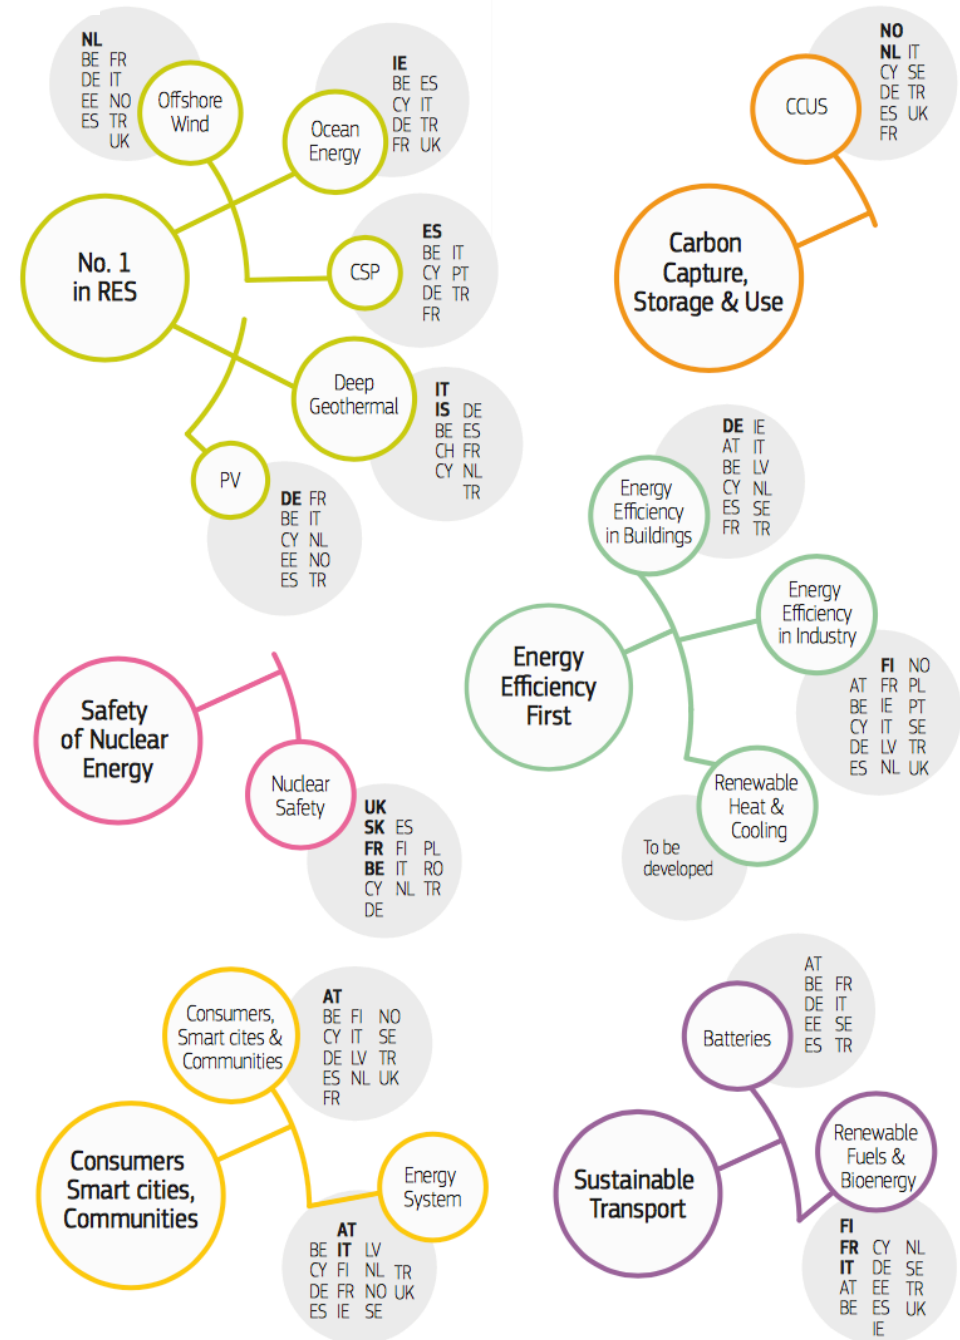 NL
BE FR
DE IT
EE NO
ES TR
UK
Offshore
Wind
IE
BE ES
CY IT
DE TR
FR UK
Ocean
Energy
No. 1
in RES
ES
BE IT
CY PT
DE TR
FR
CSP
Deep
Geothermal
IT
IS DE
BE ES
CH FR
CY NL
TR
PV
DE FR
BE IT
CY NL
EE NO
ES TR
NO
NL IT
CY SE
DE TR
ES UK
FR
CCUS
Carbon
Capture,
Storage & Use
DE IE
AT IT
BE LV
CY NL
ES SE
FR TR
Energy
Efficiency
in Buildings
Energy
Efficiency
in Industry
FI NO
AT FR PL
BE IE PT
CY IT SE
DE LV TR
ES NL UK
Energy
Efficiency
First
Renewable
Heat &
Cooling
To be
developed
Safety
of Nuclear
Energy
Nuclear
Safety
UK
SK ES
FR FI PL
BE IT RO
CY NL TR
DE
Consumers,
Smart cites &
Communities
AT
BE FI NO
CY IT SE
DE LV TR
ES NL UK
FR
Consumers
Smart cities,
Communities
Energy
System
AT
BE IT LV
CY FI NL TR
DE FR NO UK
ES IE SE
AT
BE FR
DE IT
EE SE
ES TR
Batteries
Sustainable
Transport
Renewable
Fuels &
Bioenergy
FI
FR CY NL
IT DE SE
AT EE TR
BE ES UK
IE